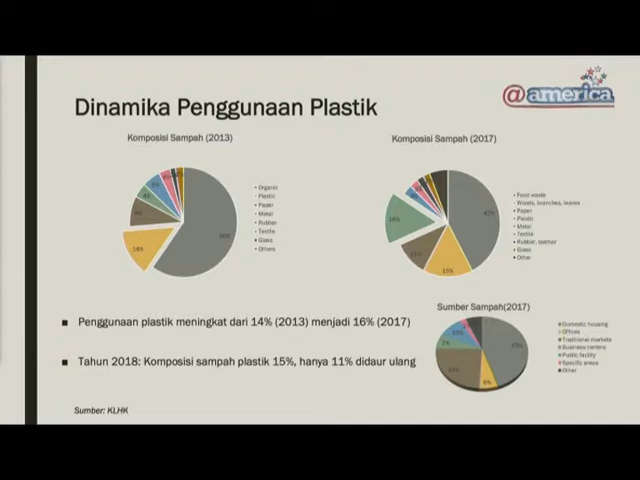 @america
Dinamika Penggunaan Plastik
Komposisi Sampah (2013)
60%
14%
9%
4%
Organic
Plastic
Paper
Metal
Rubber
Textile
Glass
Others
Komposisi Sampah (2017)
42%
15%
11%
16%
Food waste
Woods, branches, leaves
Paper
Plastic
Metal
Textile
Rubber, leather
Glass
Other
■ Penggunaan plastik meningkat dari 14% (2013) menjadi 16% (2017)
■ Tahun 2018: Komposisi sampah plastik 15%, hanya 11% didaur ulang
Sumber Sampah(2017)
Domestic housing
Offices
Traditional markets
Business centers
Public facility
Specific areas
Other
Sumber: KLHK